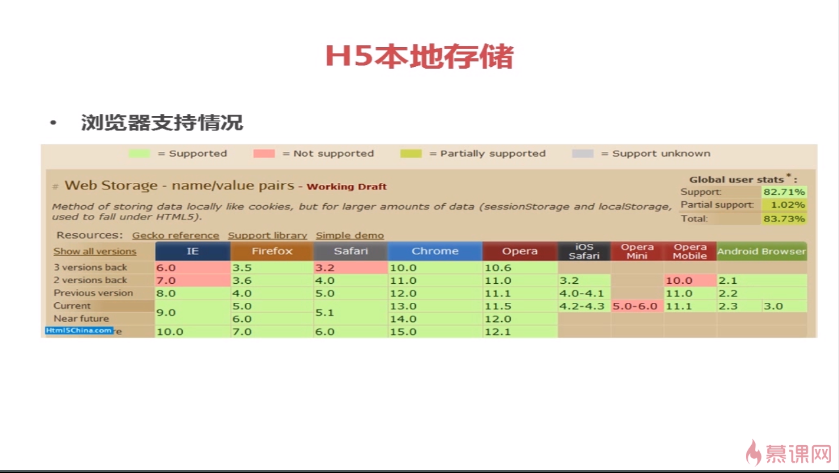 H5本地存储
• 浏览器支持情况
= Supported = Not supported = Partially supported = Support unknown
# Web Storage - name/value pairs - Working Draft
Global user stats*:
Method of storing data locally like cookies, but for larger amounts of data (sessionStorage and localStorage, used to fall under HTML5).
Support: 82.71%
Partial support: 1.02%
Total: 83.73%
Resources: Gecko reference Support library Simple demo
Show all versions IE Firefox Safari Chrome Opera iOS Safari Opera Mini Opera Mobile Android Browser
3 versions back 6.0 3.5 3.2 10.0 10.6
2 versions back 7.0 3.6 4.0 11.0 11.0 3.2 10.0 2.1
Previous version 8.0 4.0 5.0 12.0 11.1 4.0-4.1 11.0 2.2
Current 9.0 5.0 5.1 13.0 11.5 4.2-4.3 5.0-6.0 11.1 2.3 3.0
Near future 6.0 14.0 12.0
Html5China.com re 10.0 7.0 6.0 15.0 12.1
慕课网